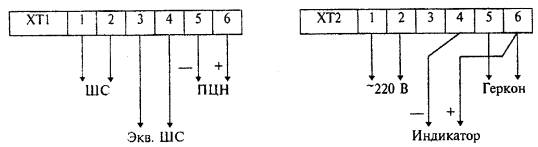 XT1 1 2 3 4 5 6
XT2 1 2 3 4 5 6
— +
ШС ПЦН
~220 В Геркон
— +
Экв. ШС
Индикатор